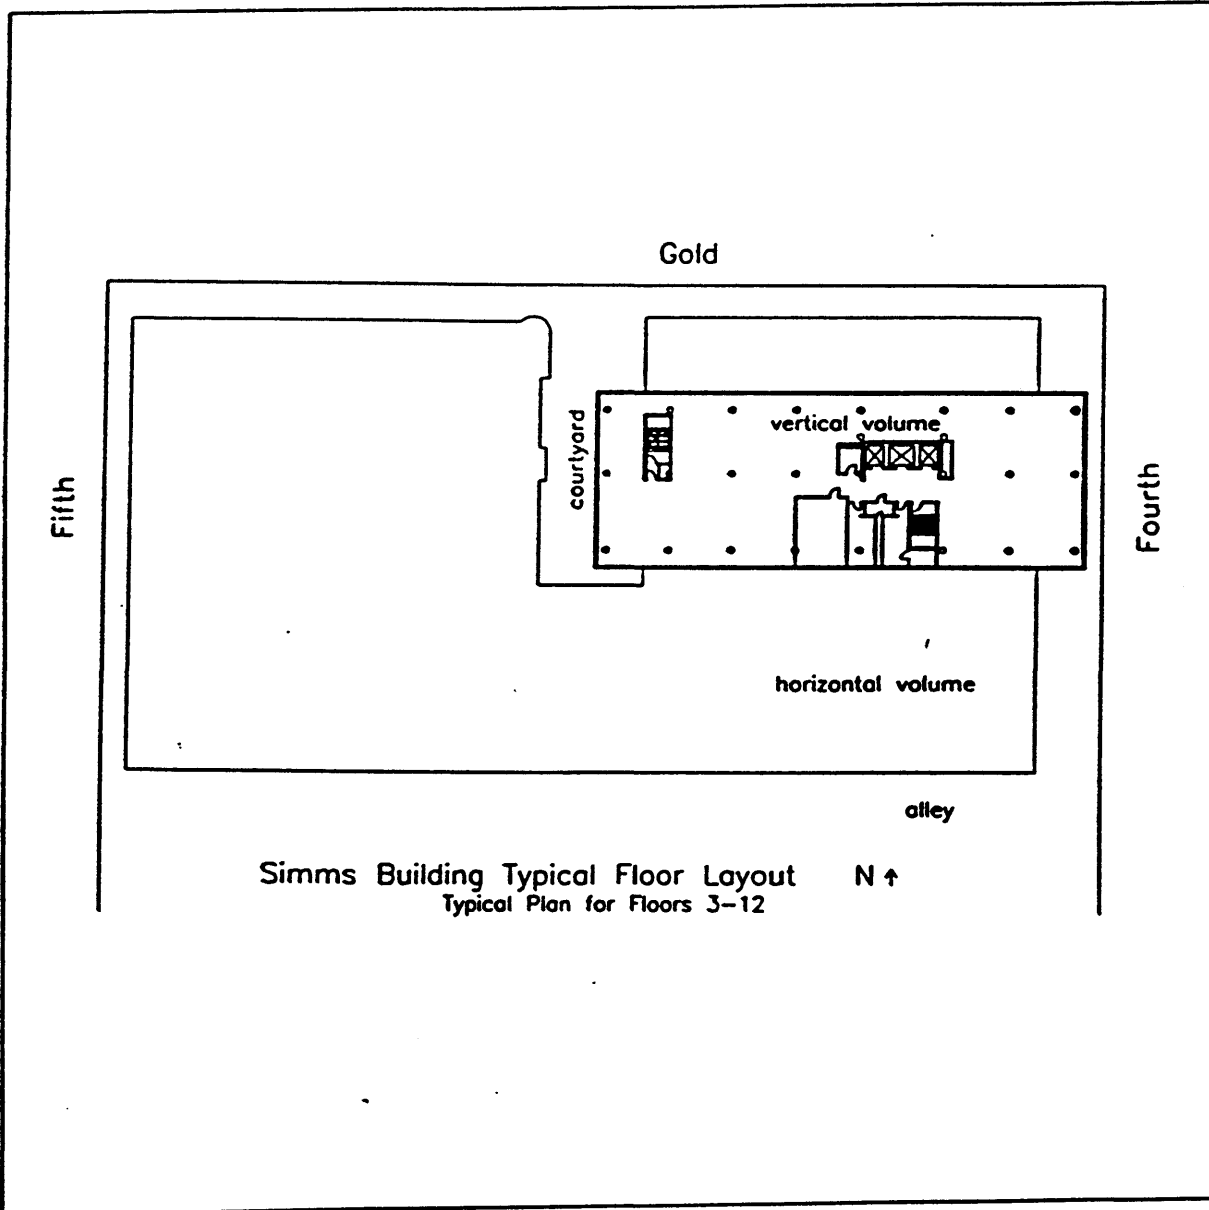 Gold
vertical volume
courtyard
Fifth
Fourth
horizontal volume
alley
Simms Building Typical Floor Layout N ↑
Typical Plan for Floors 3-12